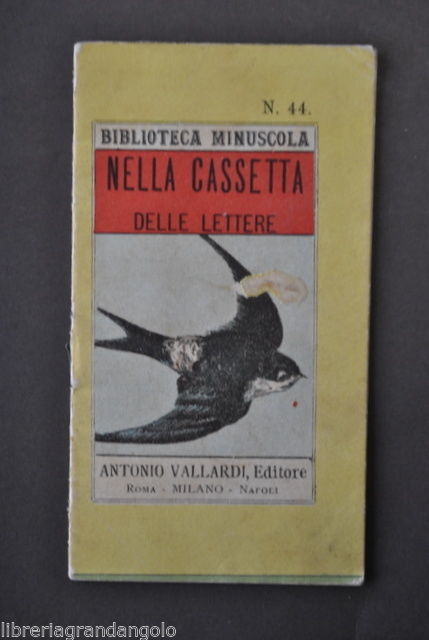 N. 44.
BIBLIOTECA MINUSCOLA
NELLA CASSETTA
DELLE LETTERE
ANTONIO VALLARDI, Editore
ROMA - MILANO - NAPOLI
libreriagrandangolo